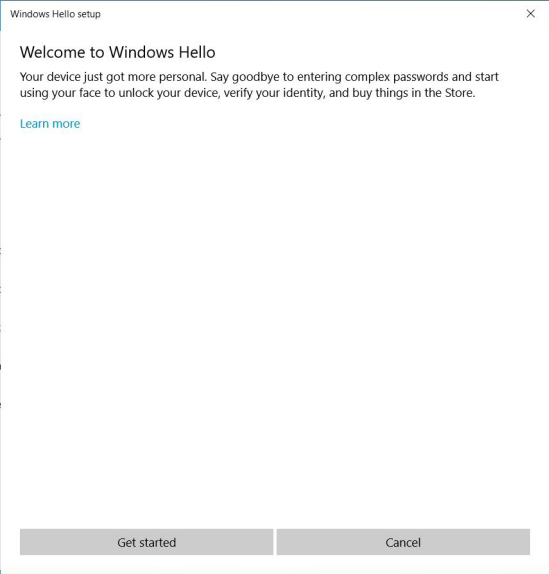 Windows Hello setup
Welcome to Windows Hello
Your device just got more personal. Say goodbye to entering complex passwords and start
using your face to unlock your device, verify your identity, and buy things in the Store.
Learn more
Get started
Cancel